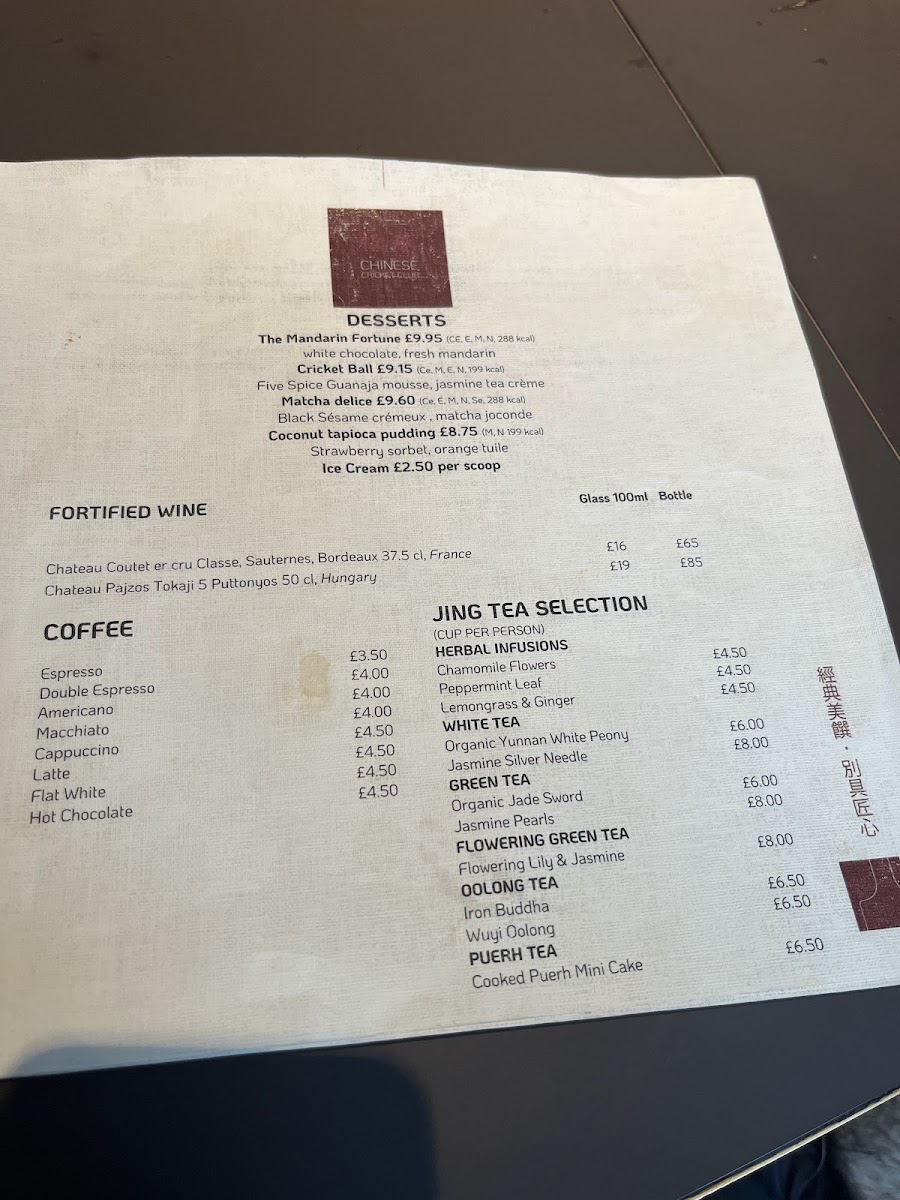 CHINESE
CRICKET CLUB
DESSERTS
The Mandarin Fortune £9.95 (CE, E, M, N, 288 kcal)
white chocolate, fresh mandarin
Cricket Ball £9.15 (Ce, M, E, N, 199 kcal)
Five Spice Guanaja mousse, jasmine tea crème
Matcha delice £9.60 (Ce, E, M, N, Se, 288 kcal)
Black Sésame crémeux , matcha joconde
Coconut tapioca pudding £8.75 (M, N 199 kcal)
Strawberry sorbet, orange tuile
Ice Cream £2.50 per scoop
FORTIFIED WINE Glass 100ml Bottle
Chateau Coutet er cru Classe, Sauternes, Bordeaux 37.5 cl, France £16 £65
Chateau Pajzos Tokaji 5 Puttonyos 50 cl, Hungary £19 £85
COFFEE
Espresso £3.50
Double Espresso £4.00
Americano £4.00
Macchiato £4.00
Cappuccino £4.50
Latte £4.50
Flat White £4.50
Hot Chocolate £4.50
JING TEA SELECTION
(CUP PER PERSON)
HERBAL INFUSIONS
Chamomile Flowers £4.50
Peppermint Leaf £4.50
Lemongrass & Ginger £4.50
WHITE TEA
Organic Yunnan White Peony £6.00
Jasmine Silver Needle £8.00
GREEN TEA
Organic Jade Sword £6.00
Jasmine Pearls £8.00
FLOWERING GREEN TEA
Flowering Lily & Jasmine £8.00
OOLONG TEA
Iron Buddha £6.50
Wuyi Oolong £6.50
PUERH TEA
Cooked Puerh Mini Cake £6.50
經典美饌·別具匠心